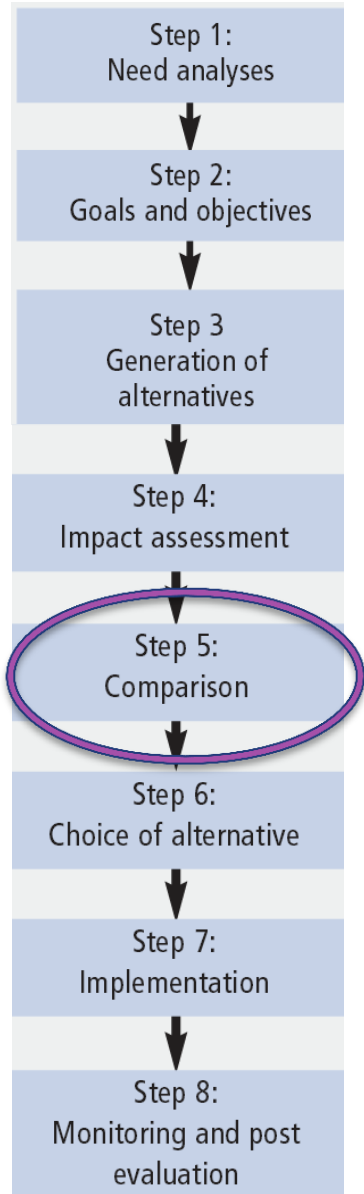 Step 1:
Need analyses
Step 2:
Goals and objectives
Step 3
Generation of
alternatives
Step 4:
Impact assessment
Step 5:
Comparison
Step 6:
Choice of alternative
Step 7:
Implementation
Step 8:
Monitoring and post
evaluation